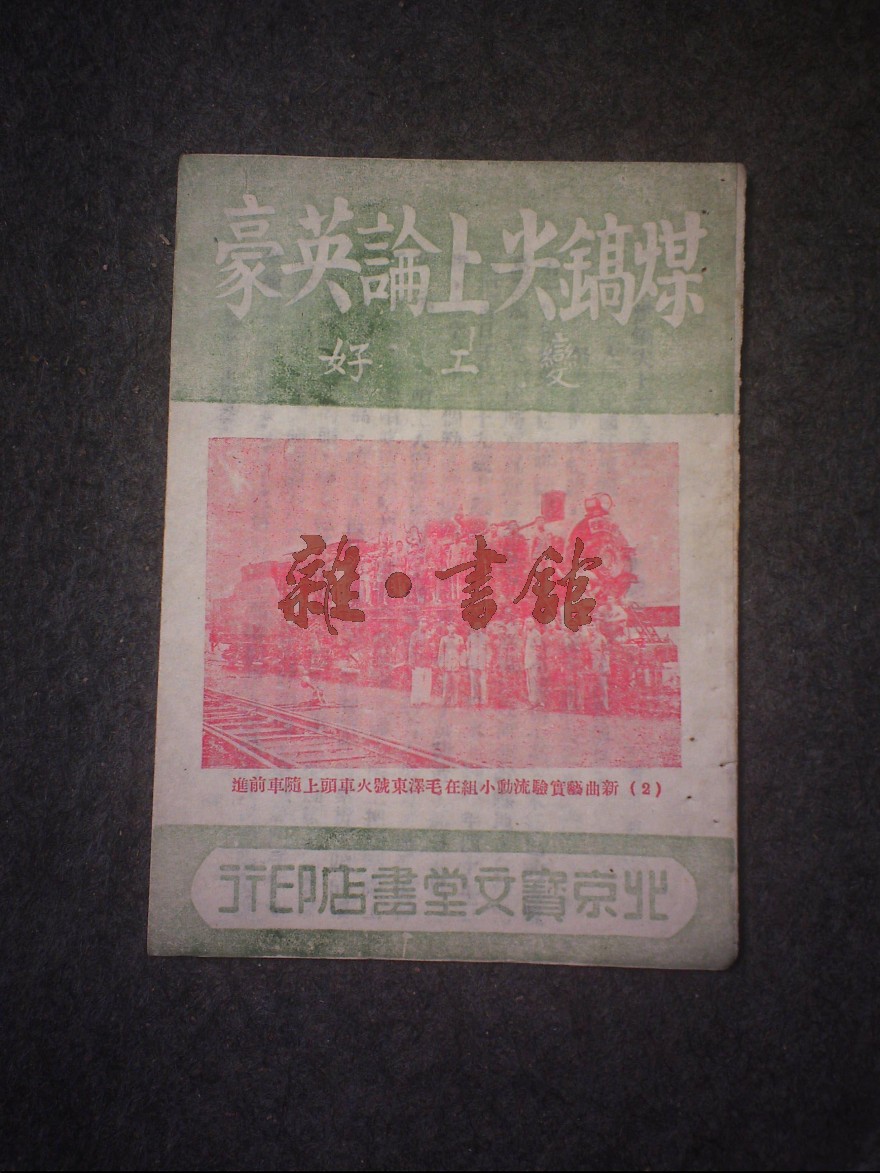 煤鎬尖上論英豪
變工好
雜·書館
(2)新曲藝實驗流動小組在毛澤東號火車頭上隨車前進
北京寳文堂書店印行